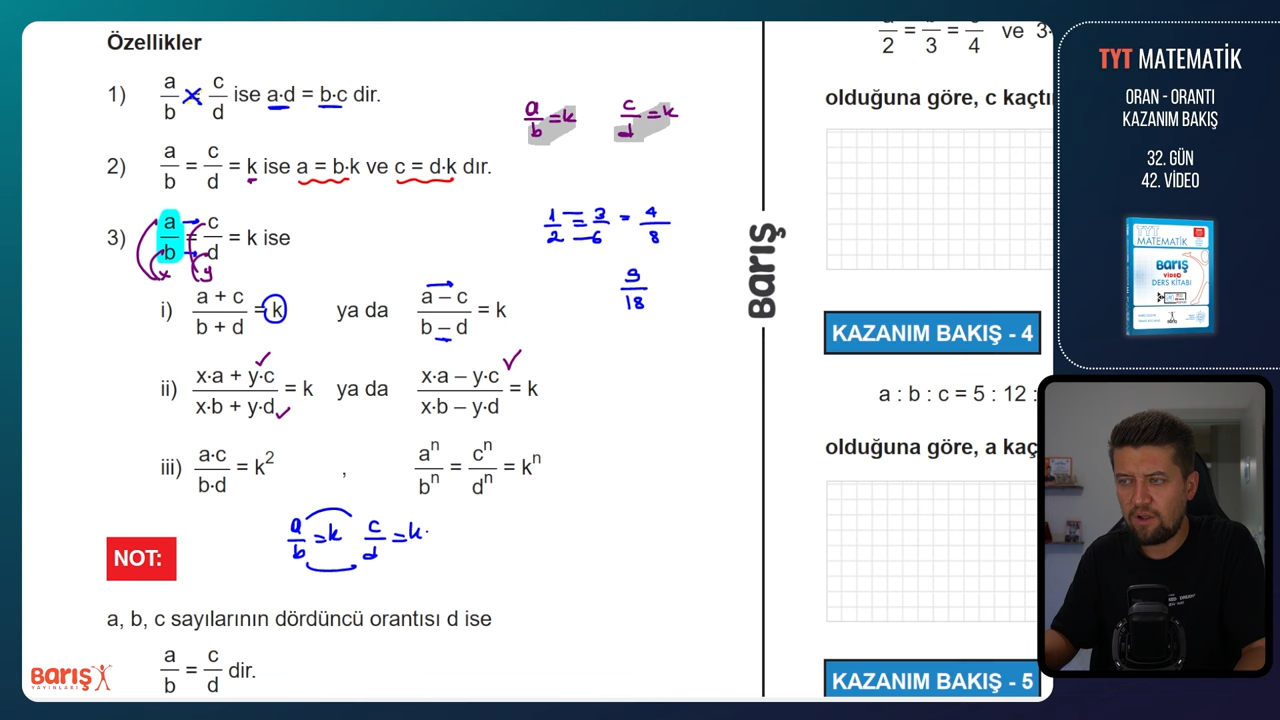 Özellikler
1) a/b = c/d ise a·d = b·c dir.
a/b = k c/d = k
2) a/b = c/d = k ise a = b·k ve c = d·k dır.
3) a/b = c/d = k ise
x y
1/2 = 3/6 = 4/8
9/18
i) a + c / b + d = k ya da a – c / b – d = k
ii) x·a + y·c / x·b + y·d = k ya da x·a – y·c / x·b – y·d = k
iii) a·c / b·d = k² , aⁿ/bⁿ = cⁿ/dⁿ = kⁿ
a/b = k c/d = k
NOT:
a, b, c sayılarının dördüncü orantısı d ise
a/b = c/d dir.
BARIŞ
YAYINLARI
BARIŞ
/2 = /3 = /4 ve 3·
olduğuna göre, c kaçtı
KAZANIM BAKIŞ - 4
a : b : c = 5 : 12 :
olduğuna göre, a kaç
KAZANIM BAKIŞ - 5
TYT MATEMATİK
ORAN - ORANTI
KAZANIM BAKIŞ
32. GÜN
42. VİDEO
TYT
MATEMATİK
BARIŞ
VİDEO
DERS KİTABI